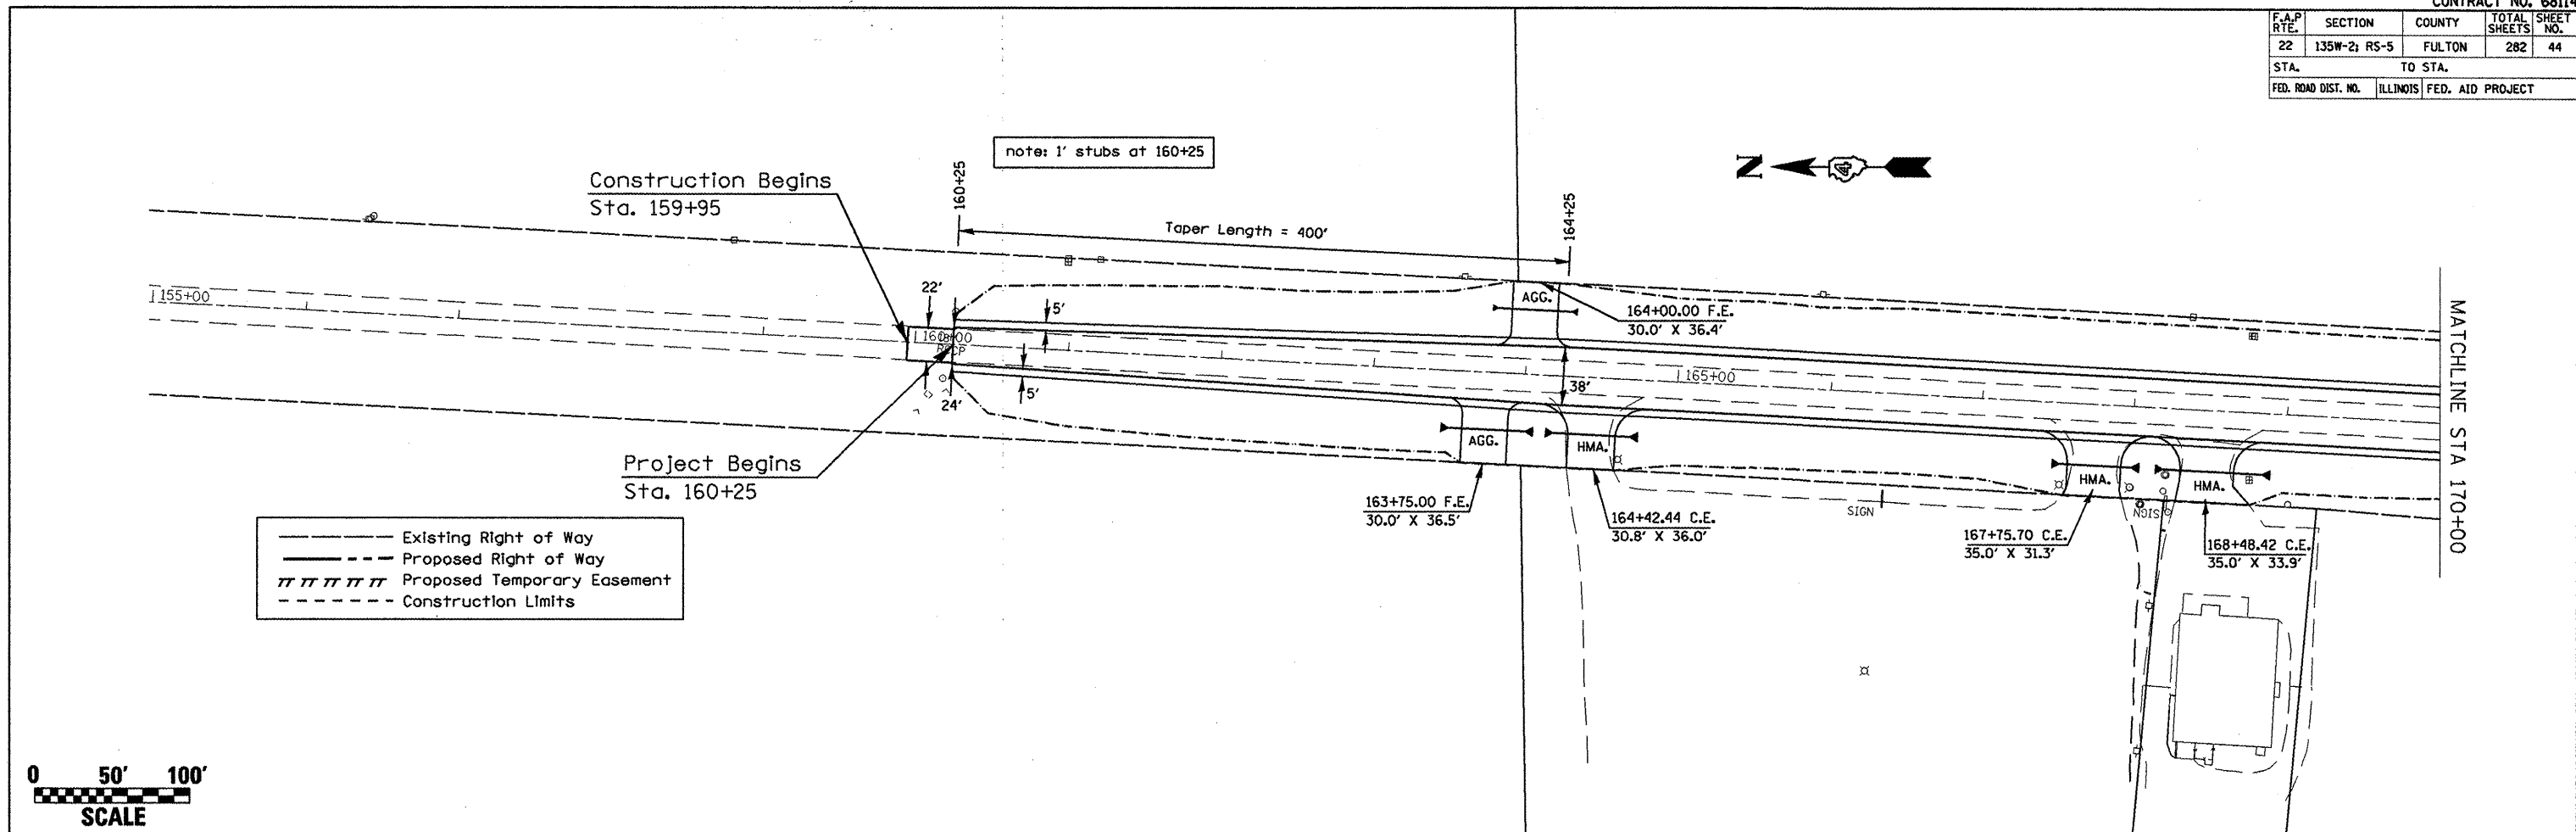 CONTRACT NO. 68114
F.A.P RTE. SECTION COUNTY TOTAL SHEETS SHEET NO.
22 135W-2; RS-5 FULTON 282 44
STA. TO STA.
FED. ROAD DIST. NO. ILLINOIS FED. AID PROJECT
note: 1' stubs at 160+25
N
Construction Begins
Sta. 159+95
160+25
Taper Length = 400'
164+25
155+00
22'
5'
AGG.
164+00.00 F.E.
30.0' X 36.4'
160+00
165+00
38'
24'
5'
AGG.
HMA.
Project Begins
Sta. 160+25
163+75.00 F.E.
30.0' X 36.5'
164+42.44 C.E.
30.8' X 36.0'
SIGN
HMA.
HMA.
SIGN
167+75.70 C.E.
35.0' X 31.3'
168+48.42 C.E.
35.0' X 33.9'
MATCHLINE STA 170+00
Existing Right of Way
Proposed Right of Way
Proposed Temporary Easement
Construction Limits
0 50' 100'
SCALE